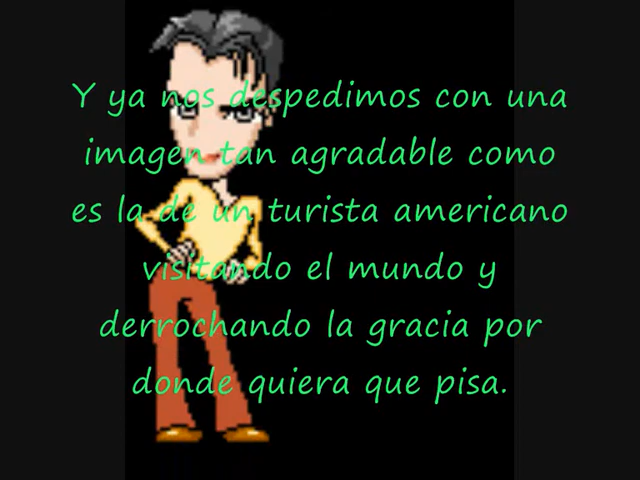 Y ya nos despedimos con una
imagen tan agradable como
es la de un turista americano
visitando el mundo y
derrochando la gracia por
donde quiera que pisa.